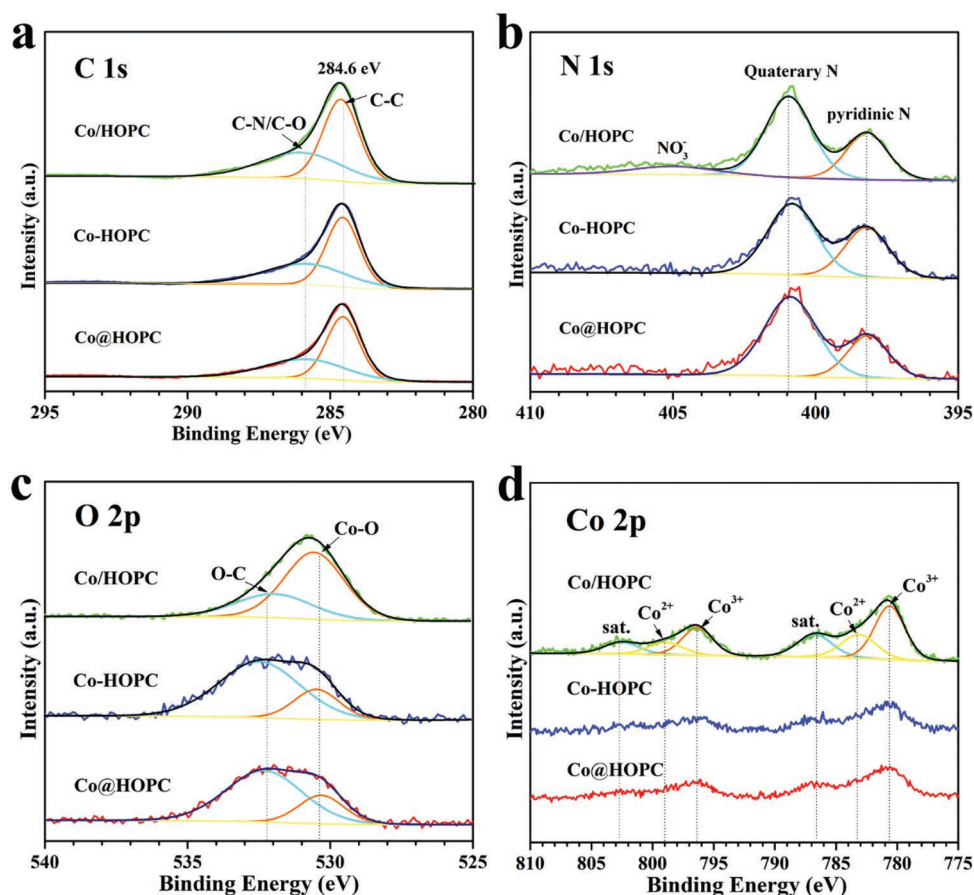 a
C 1s
284.6 eV
C-C
C-N/C-O
Co/HOPC
Co-HOPC
Co@HOPC
Intensity (a.u.)
295 290 285 280
Binding Energy (eV)
b
N 1s
Quaterary N
pyridinic N
NO3-
Co/HOPC
Co-HOPC
Co@HOPC
Intensity (a.u.)
410 405 400 395
Binding Energy (eV)
c
O 2p
Co-O
O-C
Co/HOPC
Co-HOPC
Co@HOPC
Intensity (a.u.)
540 535 530 525
Binding Energy (eV)
d
Co 2p
Co/HOPC
sat.
Co2+
Co3+
sat.
Co2+
Co3+
Co-HOPC
Co@HOPC
Intensity (a.u.)
810 805 800 795 790 785 780 775
Binding Energy (eV)